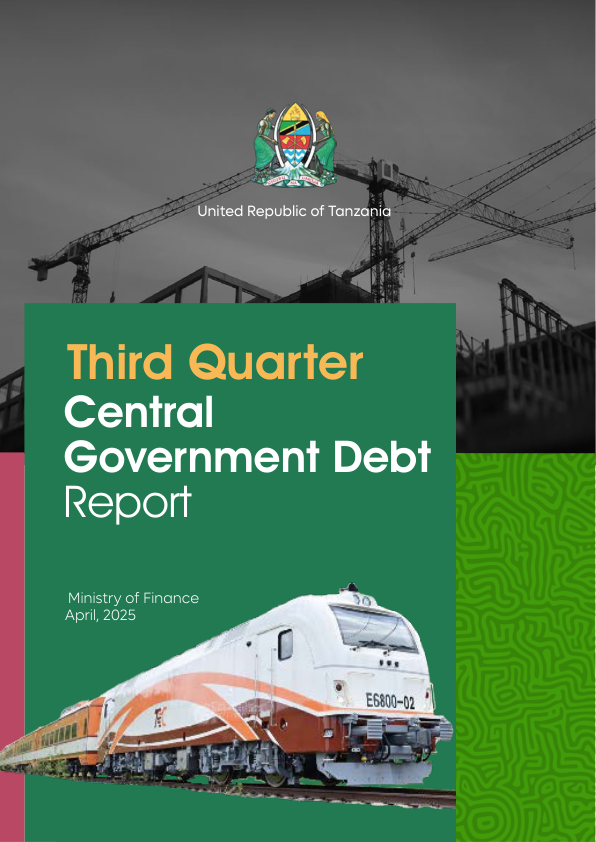 United Republic of Tanzania
Third Quarter
Central
Government Debt
Report
Ministry of Finance
April, 2025
E6800-02